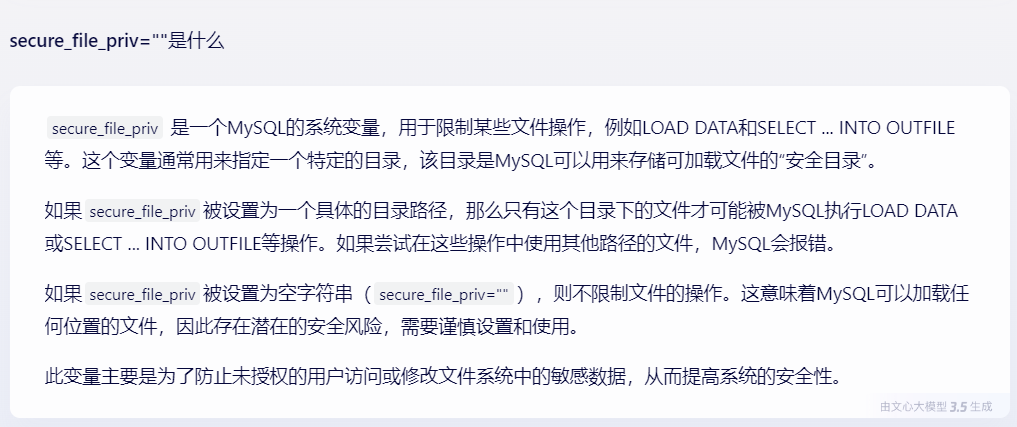 secure_file_priv=""是什么
secure_file_priv 是一个MySQL的系统变量，用于限制某些文件操作，例如LOAD DATA和SELECT ... INTO OUTFILE
等。这个变量通常用来指定一个特定的目录，该目录是MySQL可以用来存储可加载文件的“安全目录”。
如果 secure_file_priv 被设置为一个具体的目录路径，那么只有这个目录下的文件才可能被MySQL执行LOAD DATA
或SELECT ... INTO OUTFILE等操作。如果尝试在这些操作中使用其他路径的文件，MySQL会报错。
如果 secure_file_priv 被设置为空字符串（ secure_file_priv="" ），则不限制文件的操作。这意味着MySQL可以加载任
何位置的文件，因此存在潜在的安全风险，需要谨慎设置和使用。
此变量主要是为了防止未授权的用户访问或修改文件系统中的敏感数据，从而提高系统的安全性。
由文心大模型 3.5 生成